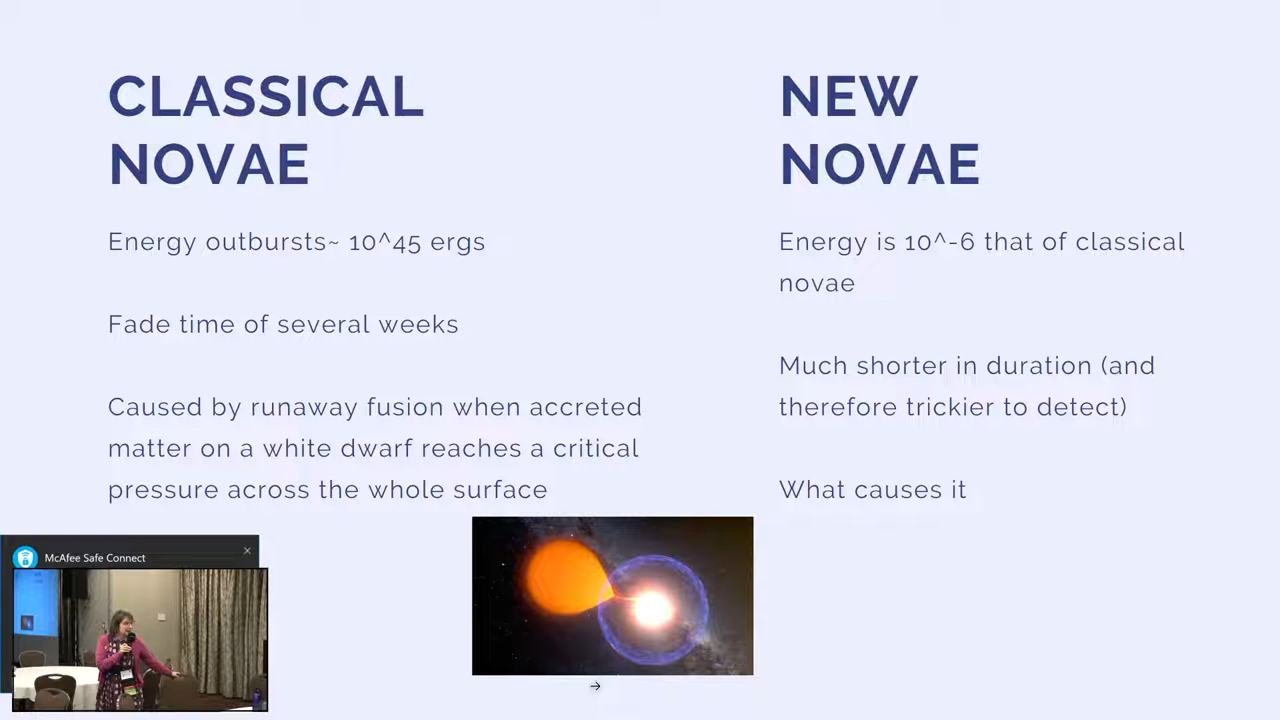 CLASSICAL
NOVAE
Energy outbursts~ 10^45 ergs
Fade time of several weeks
Caused by runaway fusion when accreted
matter on a white dwarf reaches a critical
pressure across the whole surface
NEW
NOVAE
Energy is 10^-6 that of classical
novae
Much shorter in duration (and
therefore trickier to detect)
What causes it
McAfee Safe Connect